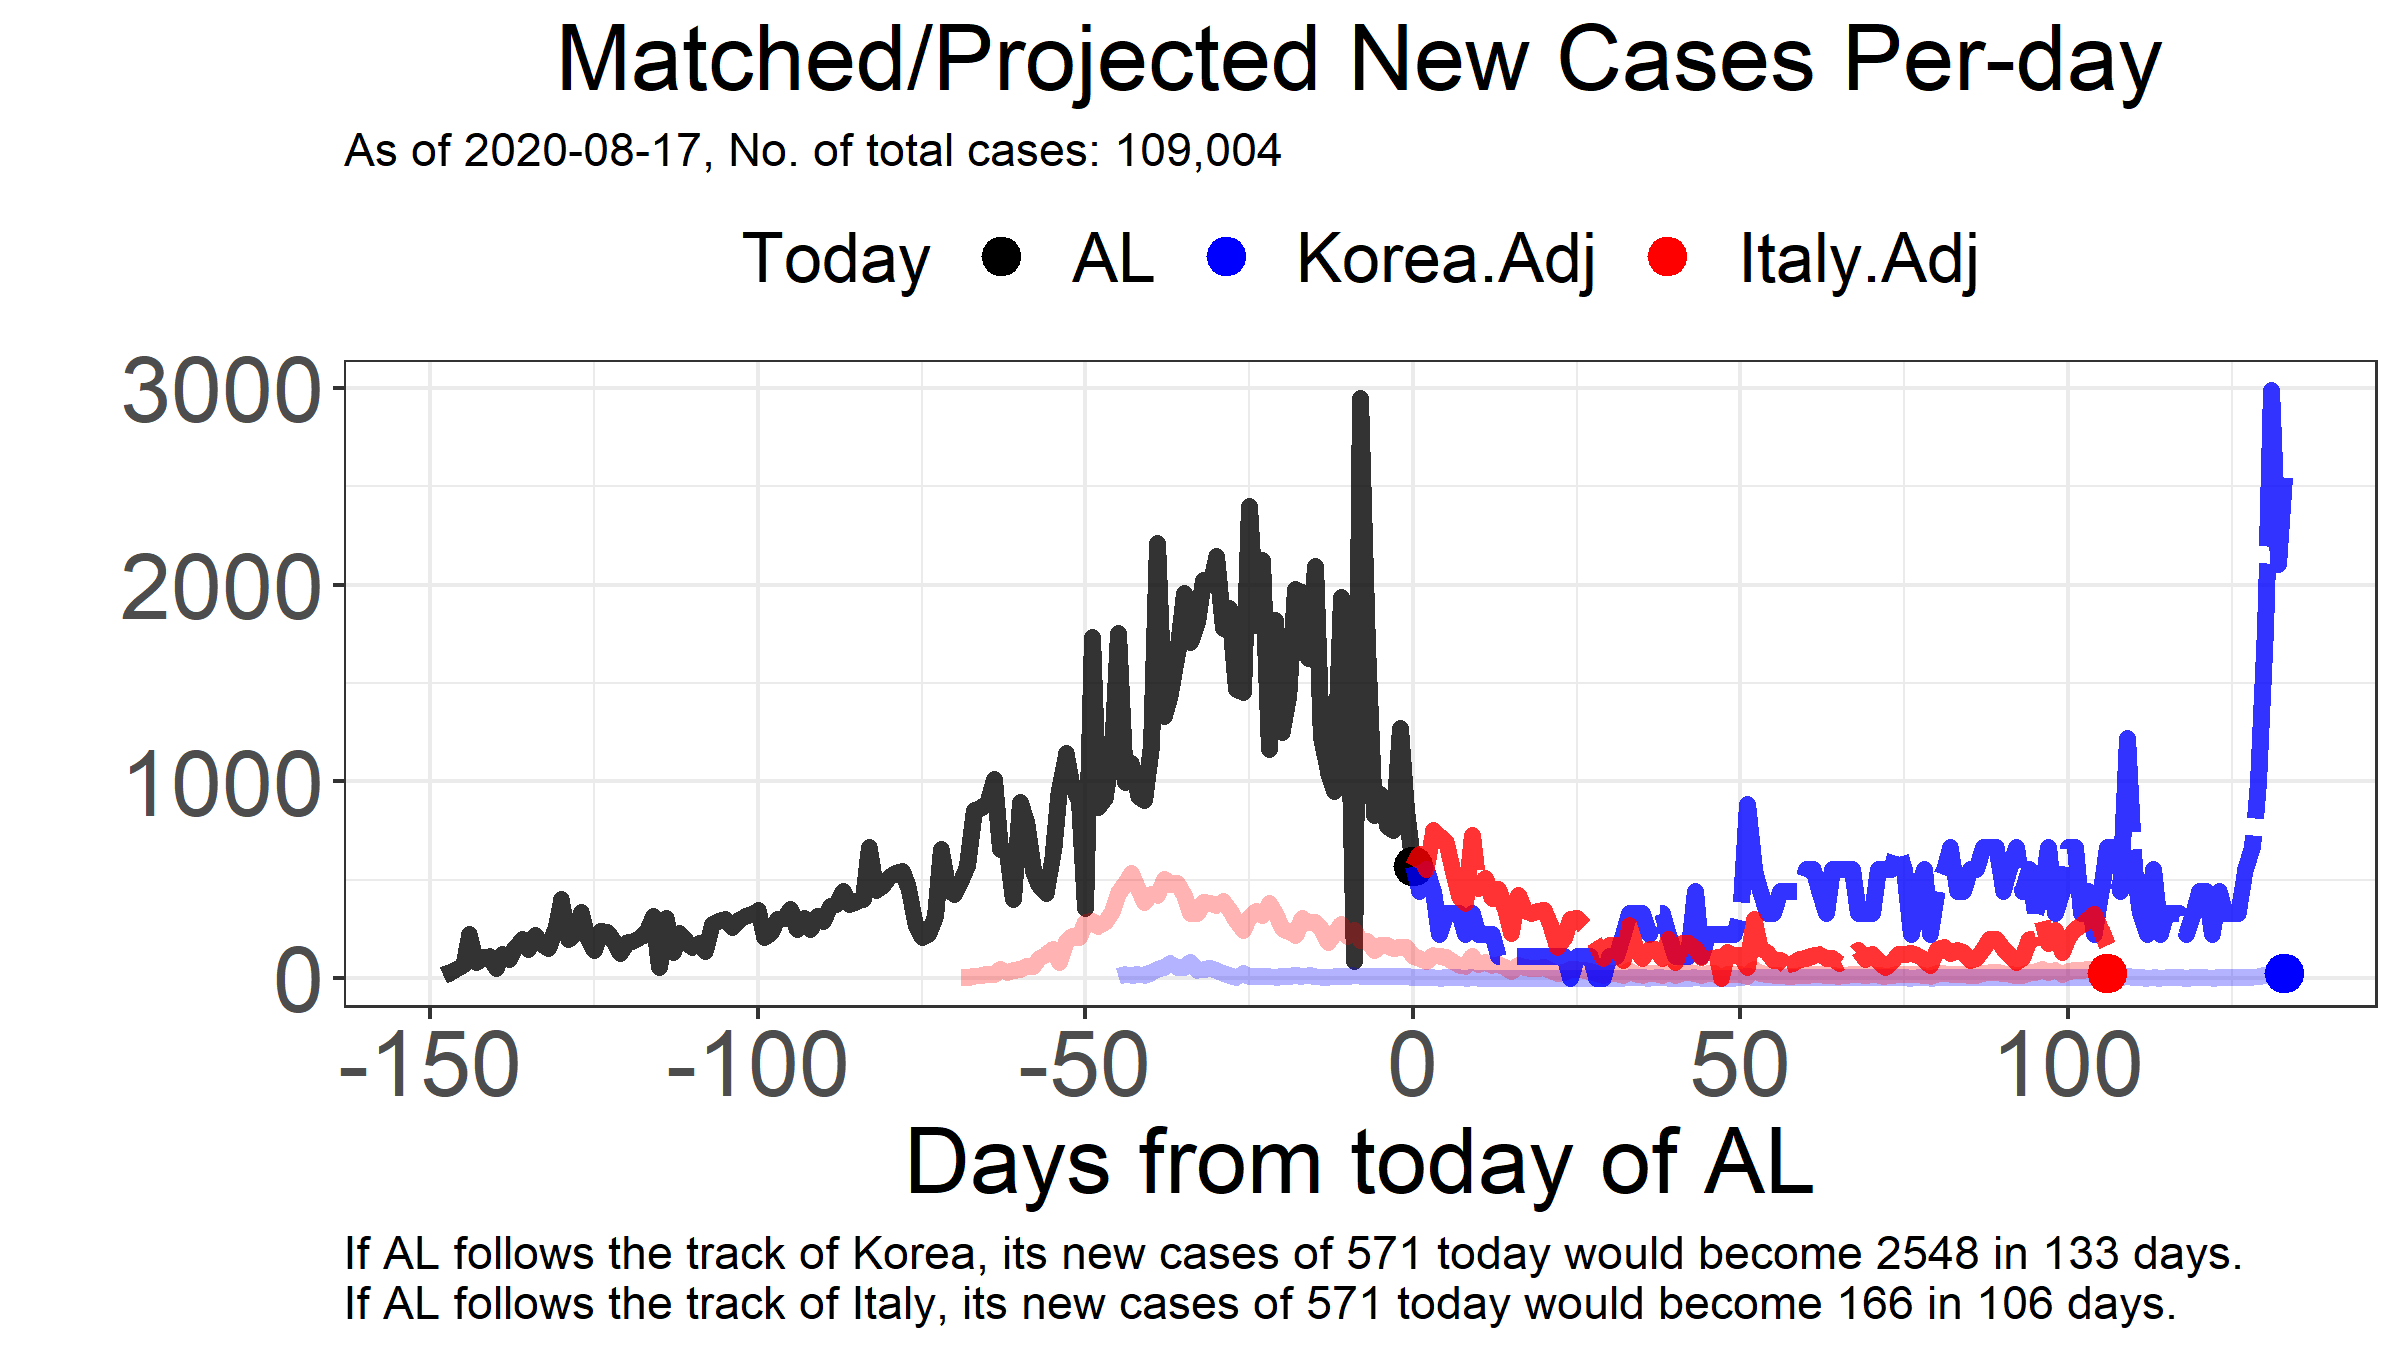 Matched/Projected New Cases Per-day
As of 2020-08-17, No. of total cases: 109,004
Today AL Korea.Adj Italy.Adj
3000
2000
1000
0
-150 -100 -50 0 50 100
Days from today of AL
If AL follows the track of Korea, its new cases of 571 today would become 2548 in 133 days.
If AL follows the track of Italy, its new cases of 571 today would become 166 in 106 days.